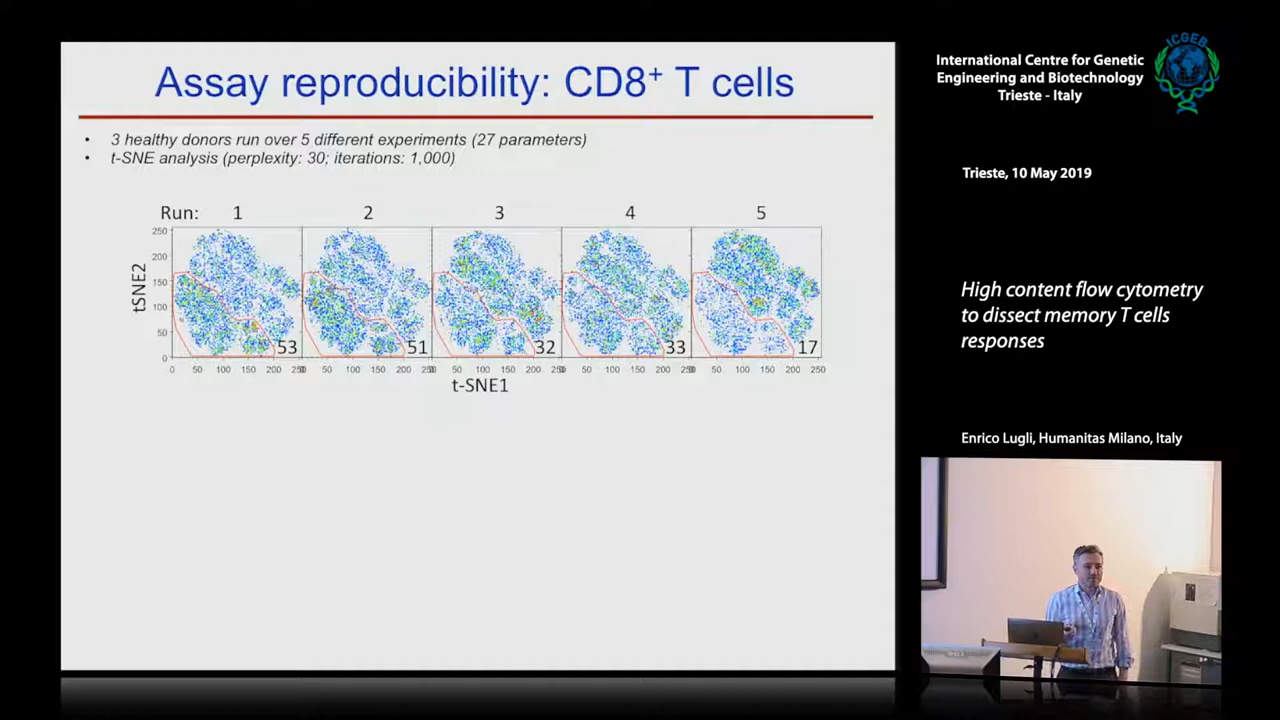 Assay reproducibility: CD8+ T cells
• 3 healthy donors run over 5 different experiments (27 parameters)
• t-SNE analysis (perplexity: 30; iterations: 1,000)
Run: 1 2 3 4 5
250
200
150
100
50
0
tSNE2
53 51 32 33 17
0 50 100 150 200 250 50 100 150 200 250 50 100 150 200 250 50 100 150 200 250 50 100 150 200 250
t-SNE1
ICGEB
International Centre for Genetic
Engineering and Biotechnology
Trieste - Italy
Trieste, 10 May 2019
High content flow cytometry
to dissect memory T cells
responses
Enrico Lugli, Humanitas Milano, Italy